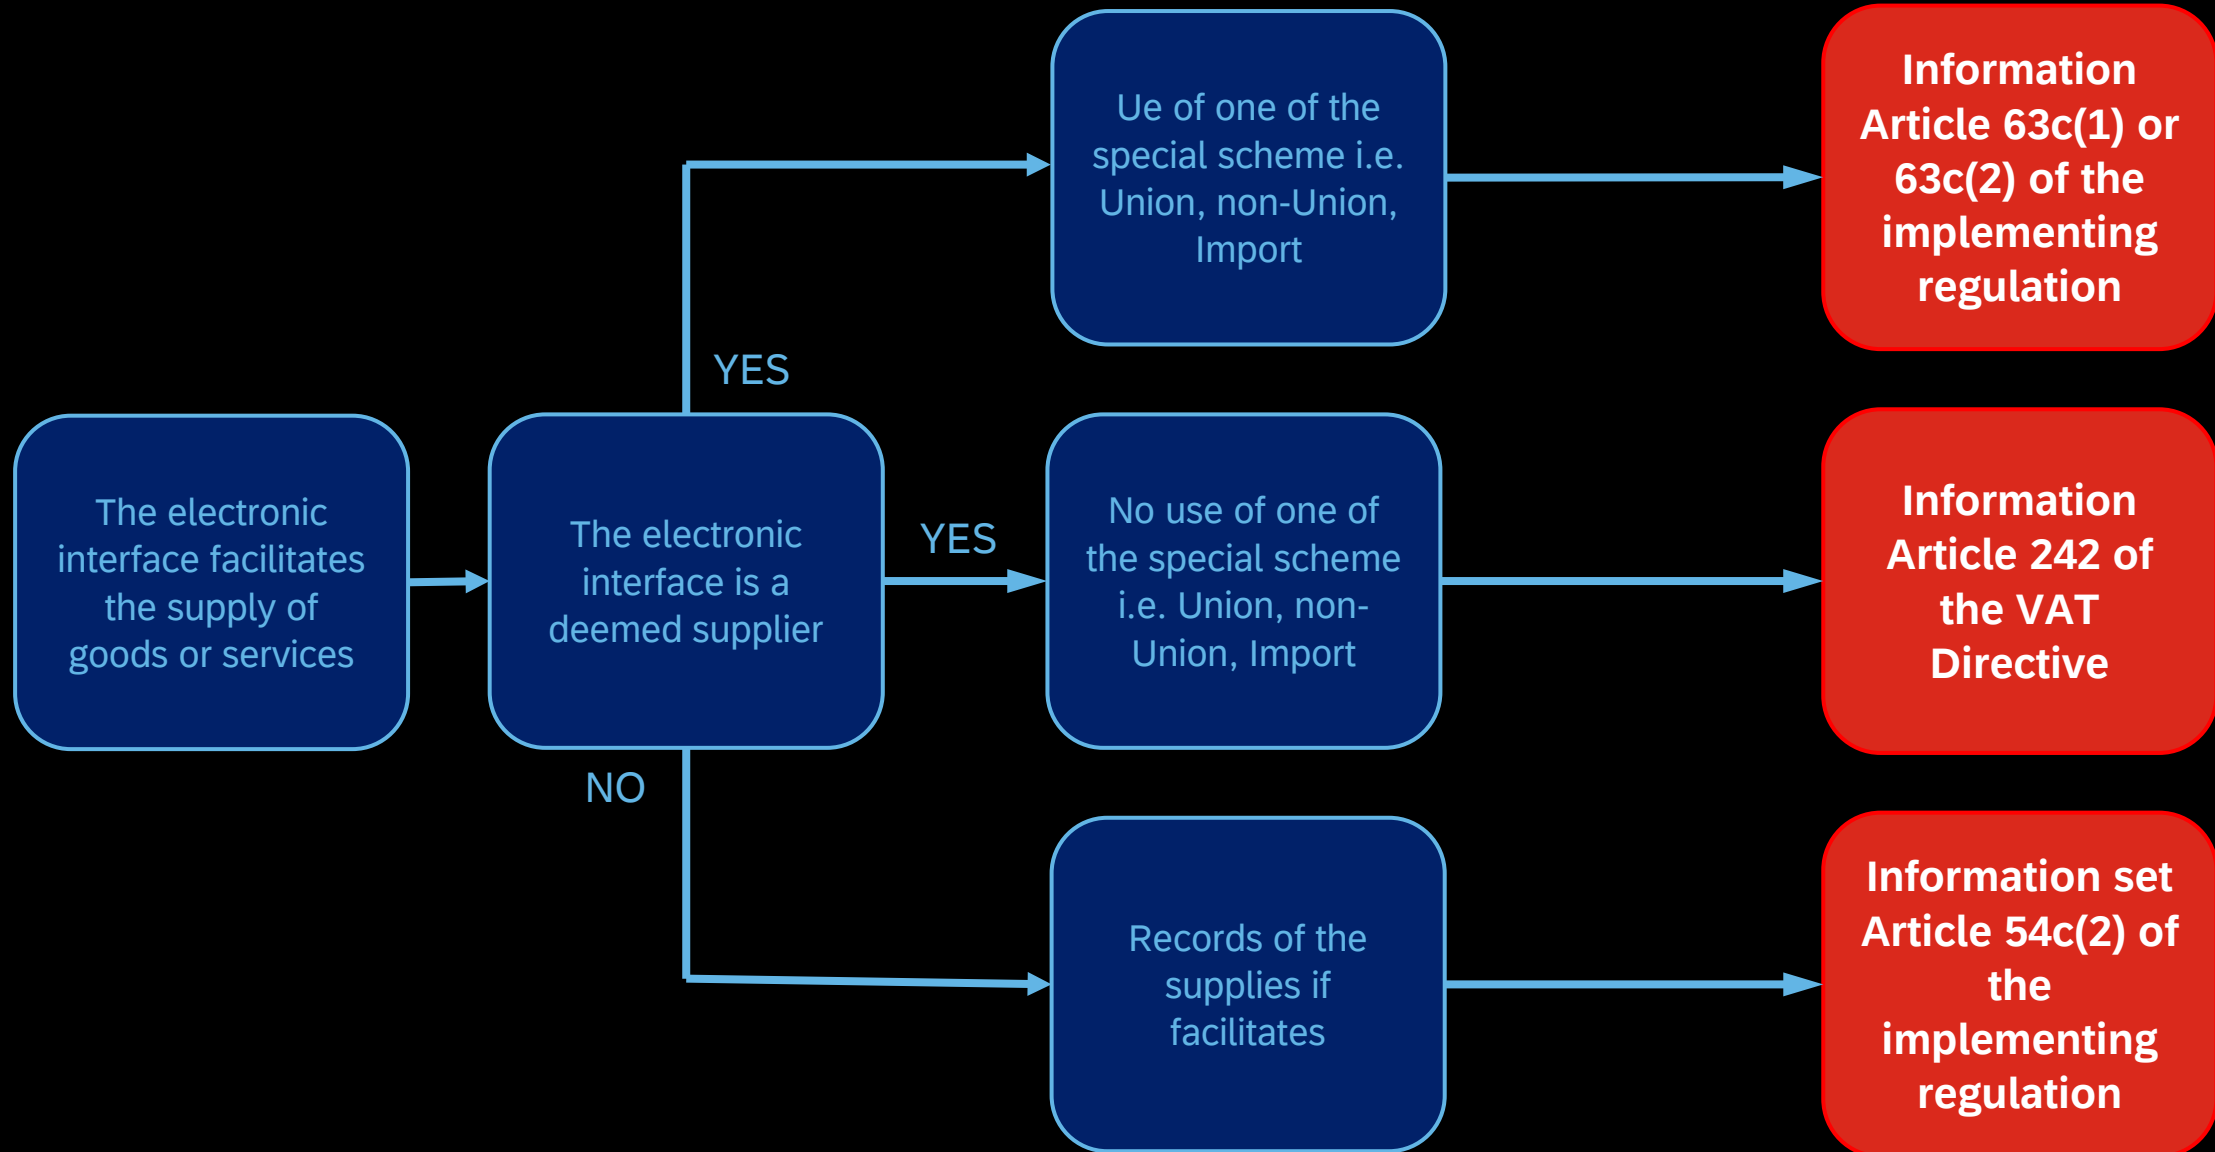 The electronic
interface facilitates
the supply of
goods or services
The electronic
interface is a
deemed supplier
YES
Ue of one of the
special scheme i.e.
Union, non-Union,
Import
Information
Article 63c(1) or
63c(2) of the
implementing
regulation
YES
No use of one of
the special scheme
i.e. Union, non-
Union, Import
Information
Article 242 of
the VAT
Directive
NO
Records of the
supplies if
facilitates
Information set
Article 54c(2) of
the
implementing
regulation